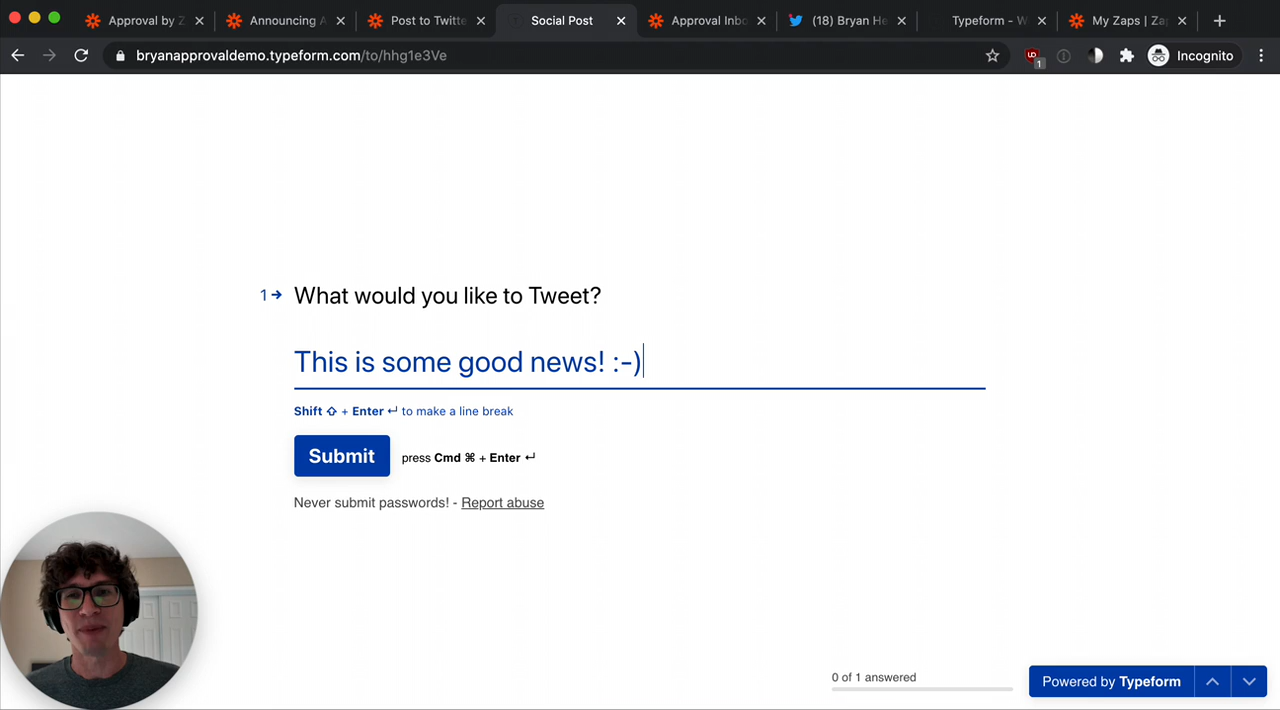 Approval by Z
Announcing A
Post to Twitte
Social Post
Approval Inbo
(18) Bryan He
Typeform - W
My Zaps | Zap
bryanapprovaldemo.typeform.com/to/hhg1e3Ve
1
Incognito
1 What would you like to Tweet?
This is some good news! :-)
Shift ⇧ + Enter ↵ to make a line break
Submit
press Cmd ⌘ + Enter ↵
Never submit passwords! - Report abuse
0 of 1 answered
Powered by Typeform